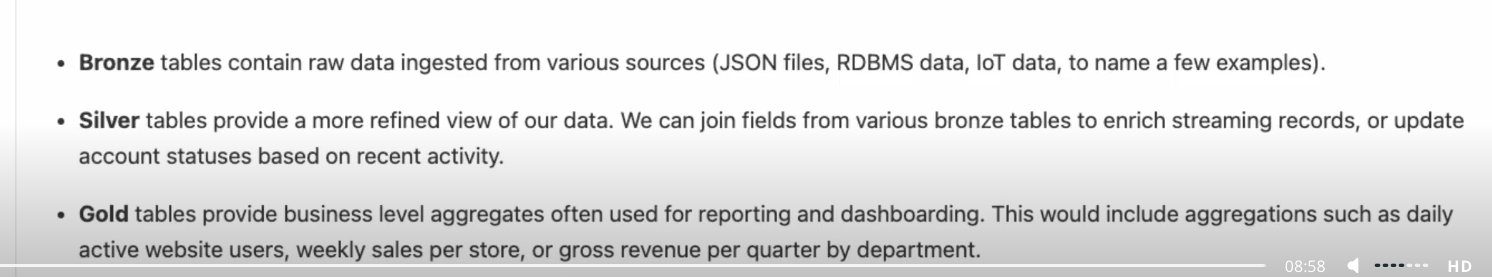 • Bronze tables contain raw data ingested from various sources (JSON files, RDBMS data, IoT data, to name a few examples).
• Silver tables provide a more refined view of our data. We can join fields from various bronze tables to enrich streaming records, or update
account statuses based on recent activity.
• Gold tables provide business level aggregates often used for reporting and dashboarding. This would include aggregations such as daily
active website users, weekly sales per store, or gross revenue per quarter by department.
08:58 HD